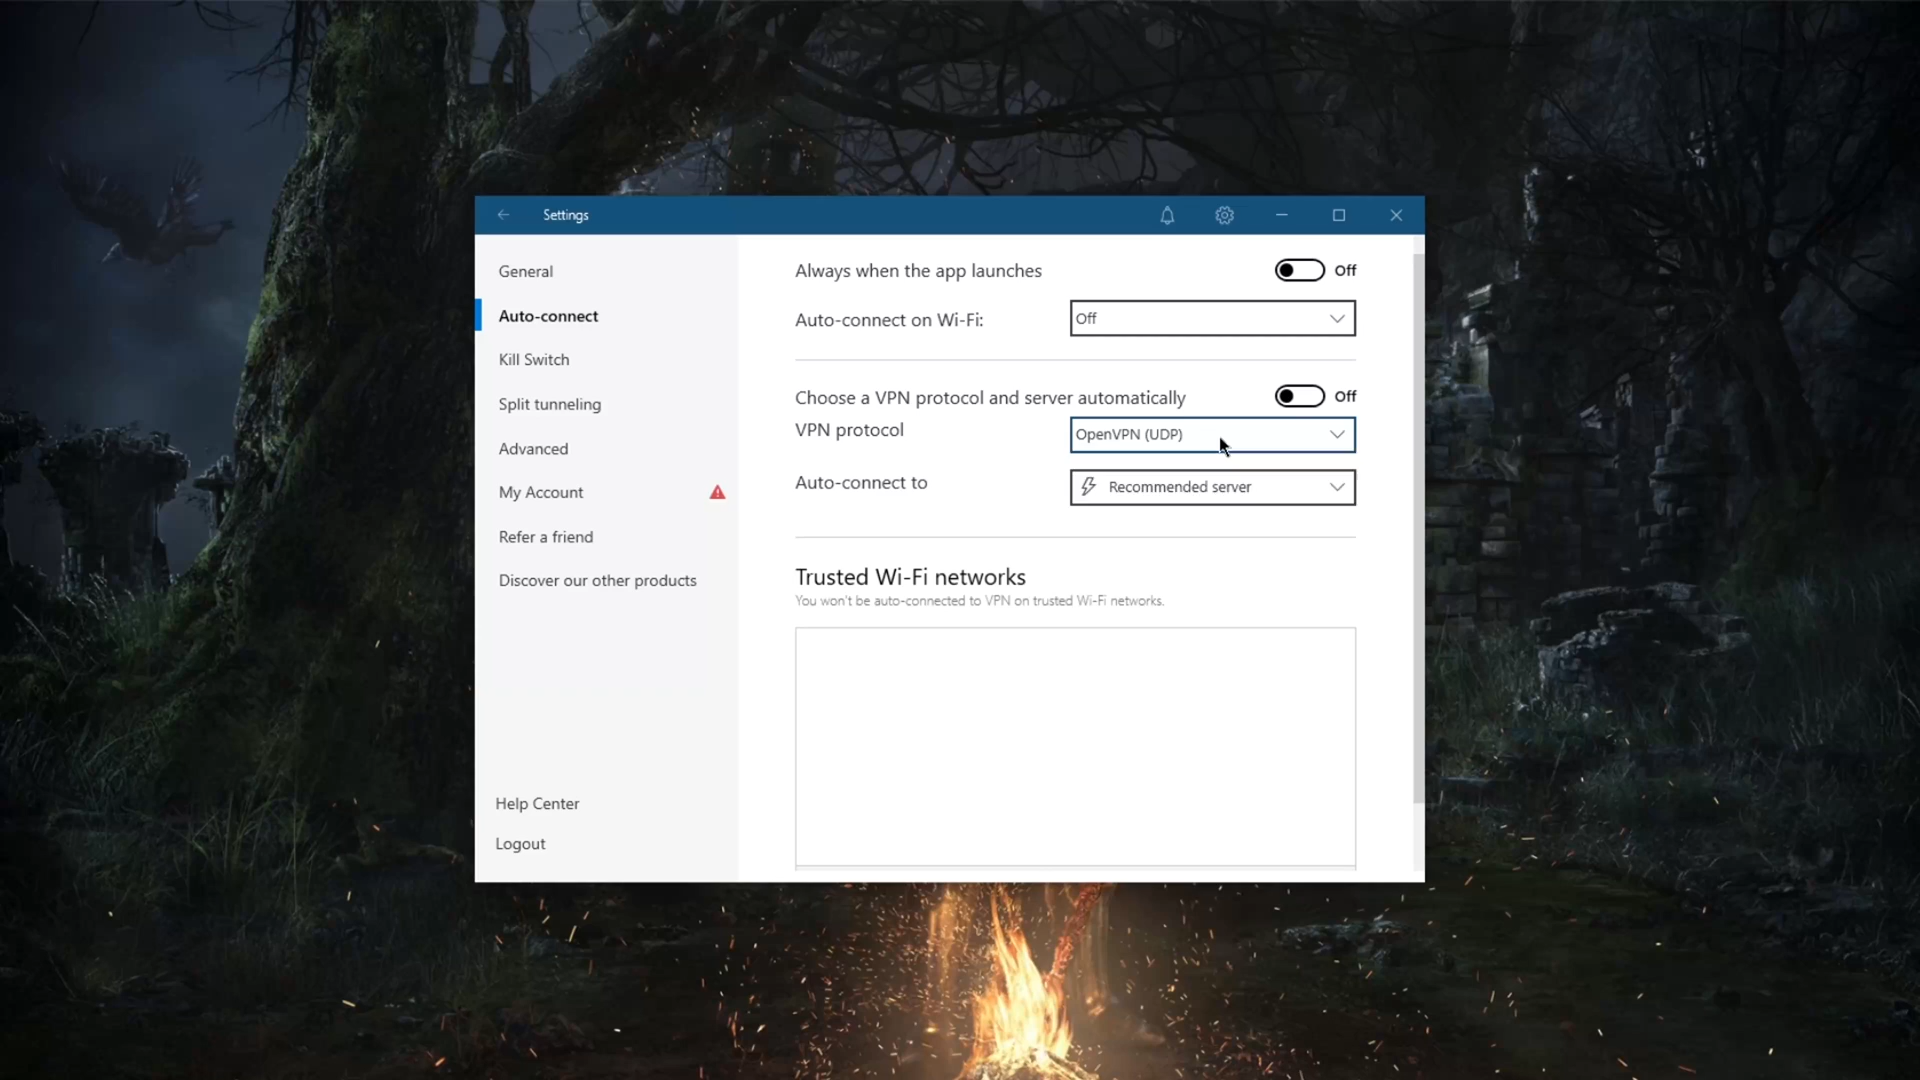 Settings
General
Auto-connect
Kill Switch
Split tunneling
Advanced
My Account
Refer a friend
Discover our other products
Help Center
Logout
Always when the app launches
Off
Auto-connect on Wi-Fi:
Off
Choose a VPN protocol and server automatically
Off
VPN protocol
OpenVPN (UDP)
Auto-connect to
Recommended server
Trusted Wi-Fi networks
You won't be auto-connected to VPN on trusted Wi-Fi networks.